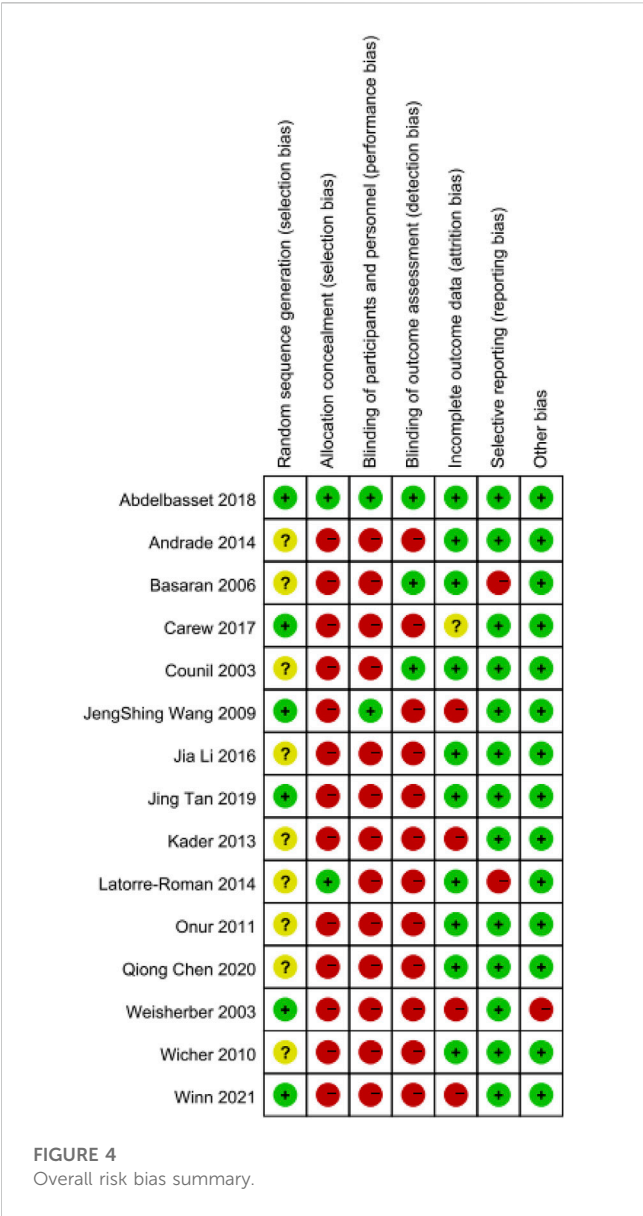 Random sequence generation (selection bias)
Allocation concealment (selection bias)
Blinding of participants and personnel (performance bias)
Blinding of outcome assessment (detection bias)
Incomplete outcome data (attrition bias)
Selective reporting (reporting bias)
Other bias
Abdelbasset 2018 + + + + + + +
Andrade 2014 ? - - - + + +
Basaran 2006 ? - - + + - +
Carew 2017 + - - - ? + +
Counil 2003 ? - - + + + +
JengShing Wang 2009 + - + - - + +
Jia Li 2016 ? - - - + + +
Jing Tan 2019 + - - - + + +
Kader 2013 ? - - - - + +
Latorre-Roman 2014 ? + - - + - +
Onur 2011 ? - - - + + +
Qiong Chen 2020 ? - - - + + +
Weisherber 2003 + - - - - + -
Wicher 2010 ? - - - + + +
Winn 2021 + - - - - + +
FIGURE 4
Overall risk bias summary.